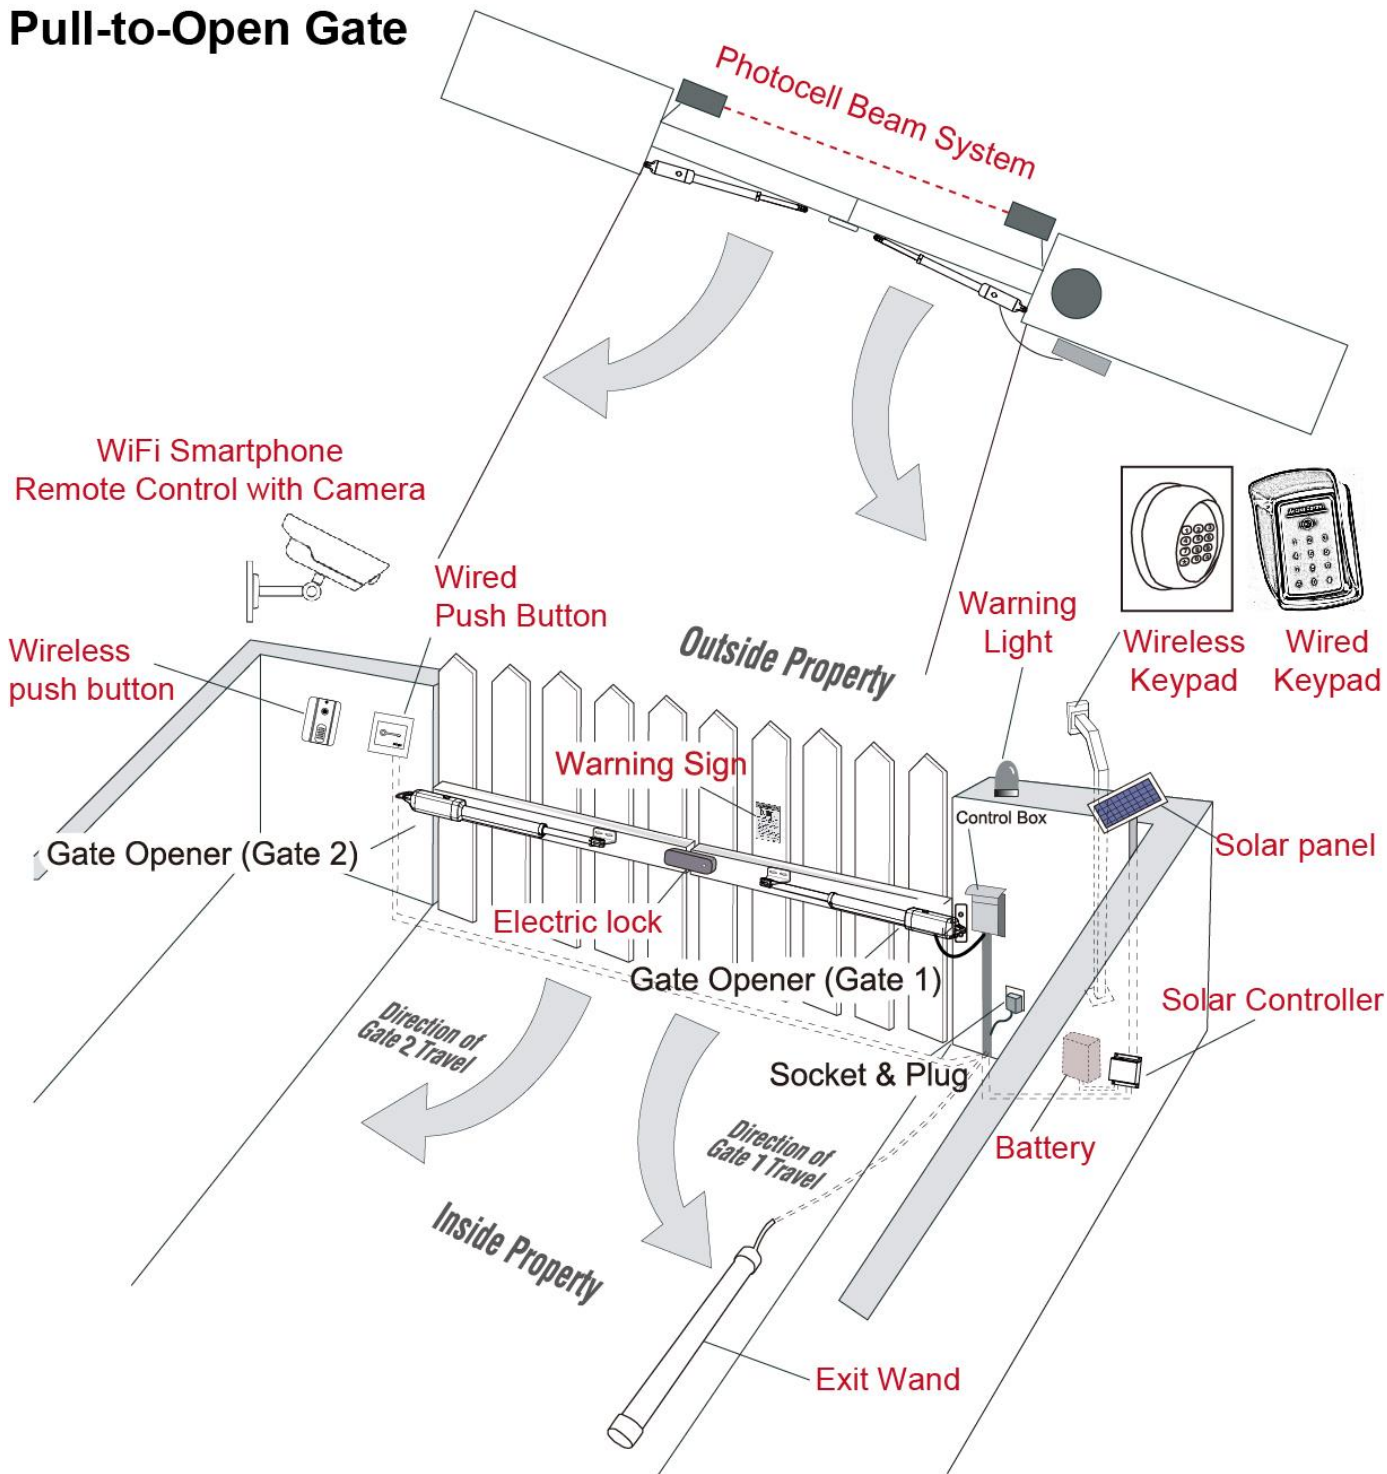 Pull-to-Open Gate
Photocell Beam System
WiFi Smartphone
Remote Control with Camera
Wired
Push Button
Wireless
push button
Outside Property
Warning
Light
Wireless
Keypad
Wired
Keypad
Warning Sign
Control Box
Solar panel
Gate Opener (Gate 2)
Electric lock
Gate Opener (Gate 1)
Solar Controller
Direction of
Gate 2 Travel
Socket & Plug
Direction of
Gate 1 Travel
Battery
Inside Property
Exit Wand